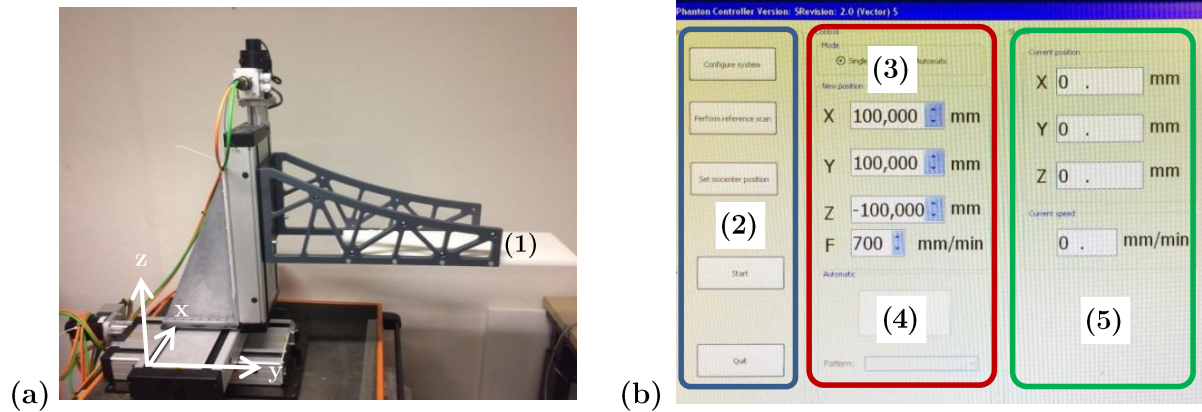 Phanton Controller Version: $Revision: 2.0 (Vector) $
Control
Mode
Configure system
Single
(3)
Automatic
Current position
New position
X 0 . mm
X 100,000 mm
Perform reference scan
Y 0 . mm
Y 100,000 mm
Set isocenter position
Z 0 . mm
Z -100,000 mm
(2)
Current speed
F 700 mm/min
0 . mm/min
(1)
z
x
y
Start
Automatic
(4)
(5)
Quit
Pattern:
(a)
(b)